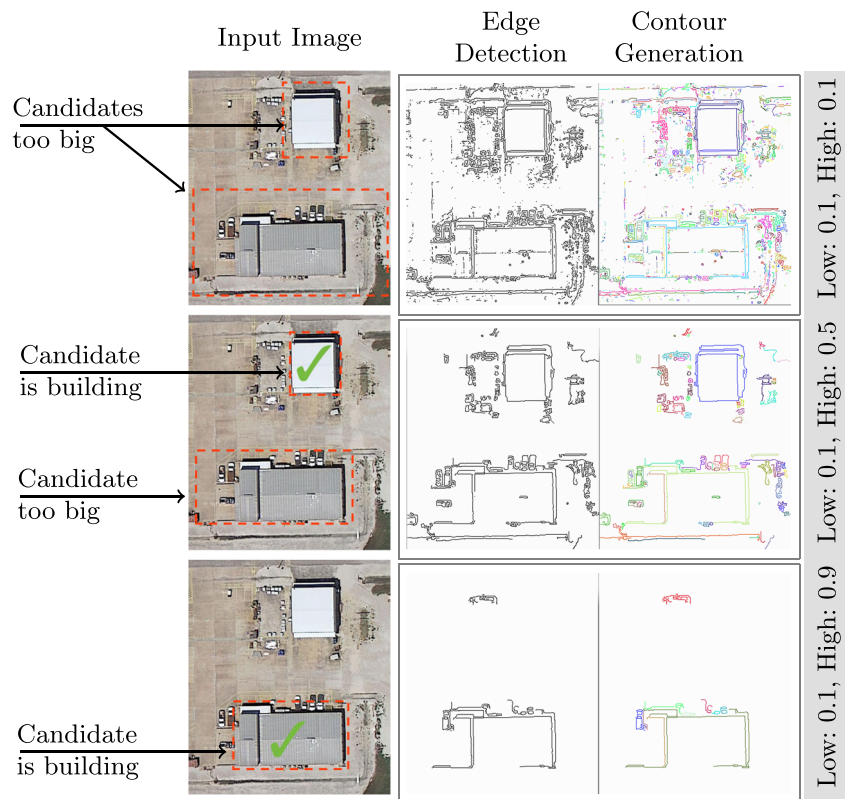 Input Image
Edge
Detection
Contour
Generation
Candidates
too big
Low: 0.1, High: 0.1
Candidate
is building
Candidate
too big
Low: 0.1, High: 0.5
Candidate
is building
Low: 0.1, High: 0.9